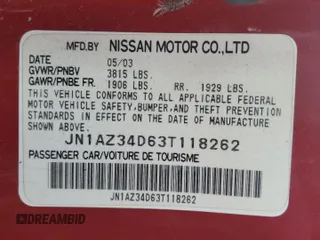 MFD.BY NISSAN MOTOR CO.,LTD
DATE 05/03
GVWR/PNBV 3815 LBS.
GAWR/PNBE FR. 1906 LBS. RR. 1929 LBS.
THIS VEHICLE CONFORMS TO ALL APPLICABLE FEDERAL
MOTOR VEHICLE SAFETY, BUMPER, AND THEFT PREVENTION
STANDARDS IN EFFECT ON THE DATE OF MANUFACTURE
SHOWN ABOVE.
JN1AZ34D63T118262
PASSENGER CAR/VOITURE DE TOURISME
JN1AZ34D63T118262
DREAMBID